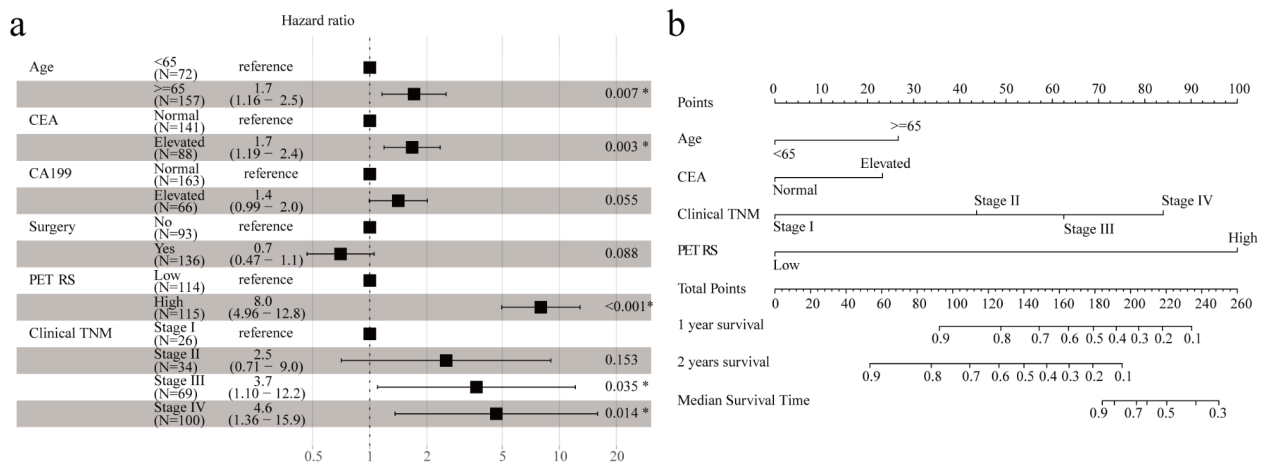 a
Hazard ratio
Age
<65
(N=72)
reference
>=65
(N=157)
1.7
(1.16 − 2.5)
0.007 *
CEA
Normal
(N=141)
reference
Elevated
(N=88)
1.7
(1.19 − 2.4)
0.003 *
CA199
Normal
(N=163)
reference
Elevated
(N=66)
1.4
(0.99 − 2.0)
0.055
Surgery
No
(N=93)
reference
Yes
(N=136)
0.7
(0.47 − 1.1)
0.088
PET RS
Low
(N=114)
reference
High
(N=115)
8.0
(4.96 − 12.8)
<0.001*
Clinical TNM
Stage I
(N=26)
reference
Stage II
(N=34)
2.5
(0.71 − 9.0)
0.153
Stage III
(N=69)
3.7
(1.10 − 12.2)
0.035 *
Stage IV
(N=100)
4.6
(1.36 − 15.9)
0.014 *
0.5 1 2 5 10 20
b
Points
0 10 20 30 40 50 60 70 80 90 100
Age
<65
>=65
CEA
Normal
Elevated
Clinical TNM
Stage I
Stage II
Stage III
Stage IV
PET RS
Low
High
Total Points
0 20 40 60 80 100 120 140 160 180 200 220 240 260
1 year survival
0.9 0.8 0.7 0.6 0.5 0.4 0.3 0.2 0.1
2 years survival
0.9 0.8 0.7 0.6 0.5 0.4 0.3 0.2 0.1
Median Survival Time
0.9 0.7 0.5 0.3